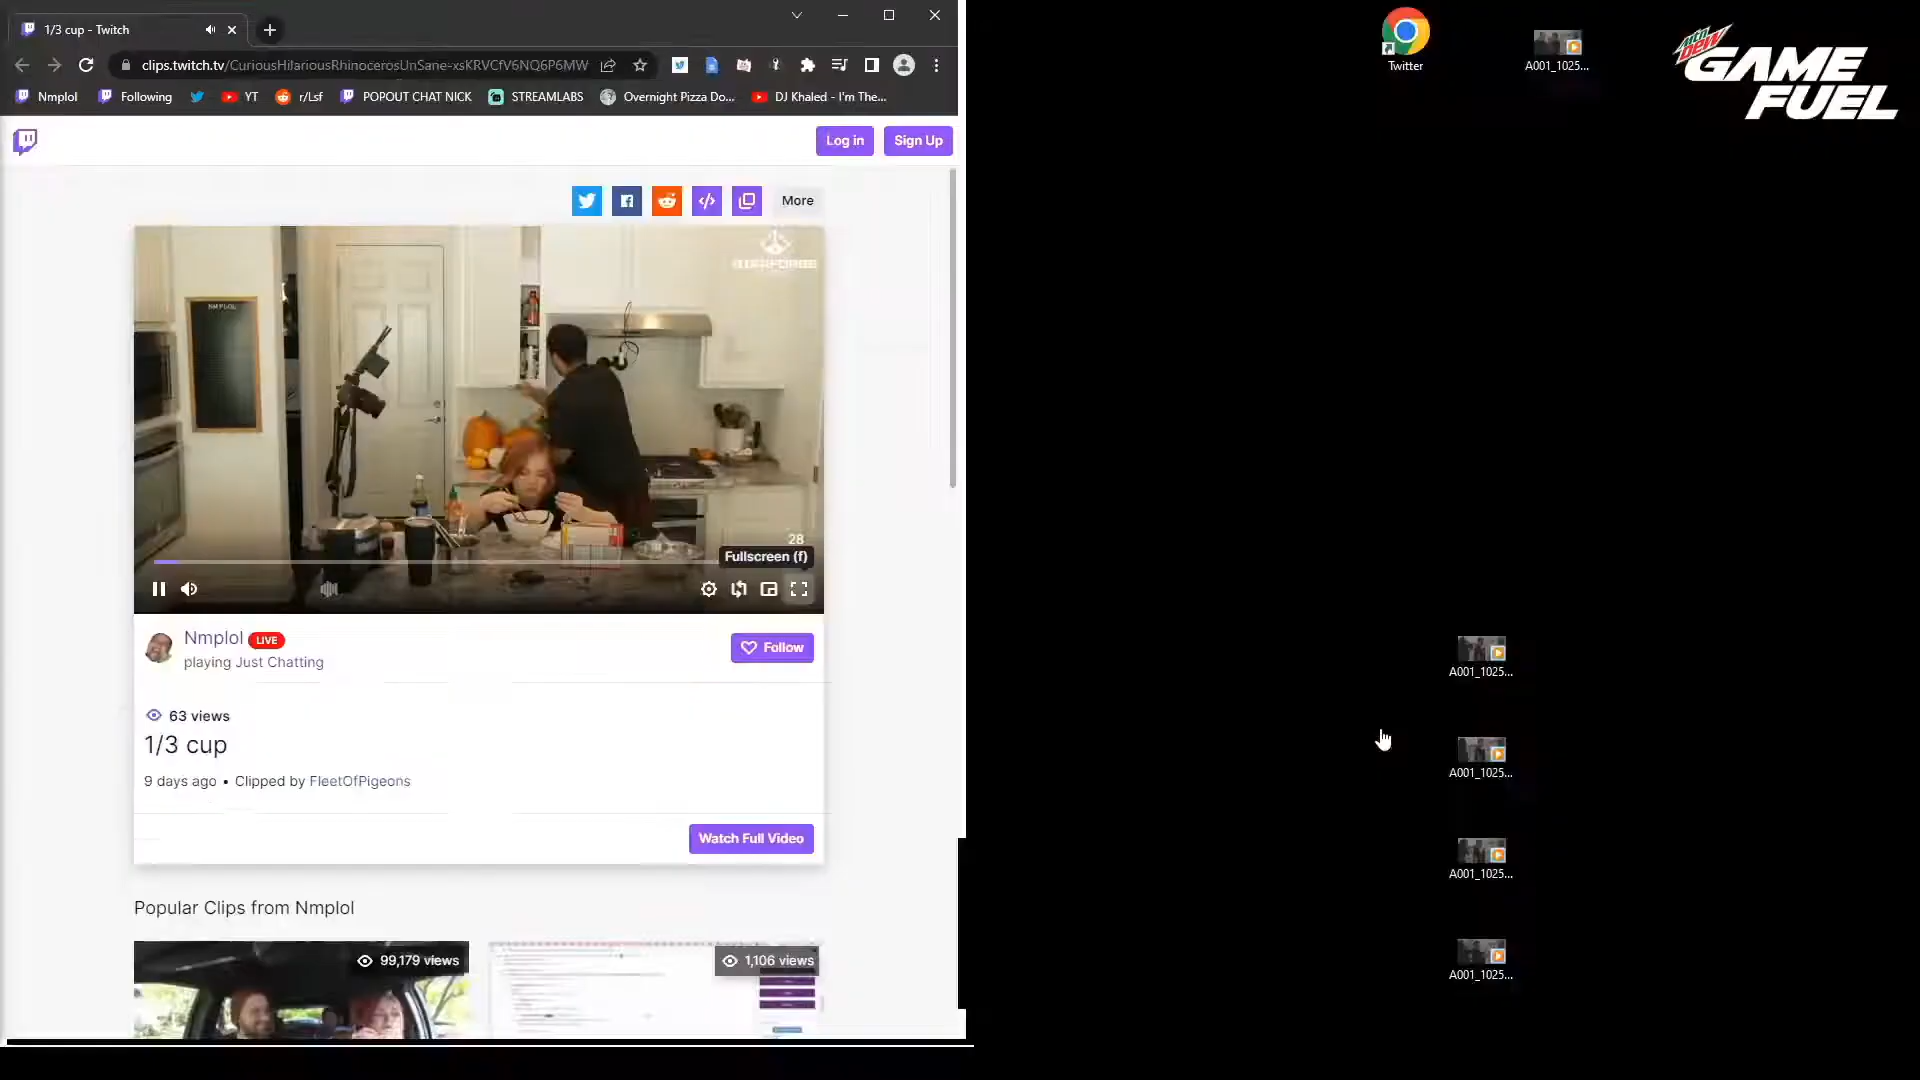 1/3 cup - Twitch
clips.twitch.tv/CuriousHilariousRhinocerosUnSane-xsKRVCfV6NQ6P6MW
Nmplol
Following
YT
r/Lsf
POPOUT CHAT NICK
STREAMLABS
Overnight Pizza Do...
DJ Khaled - I'm The...
Log in
Sign Up
More
NMPLOL
28
Fullscreen (f)
Nmplol LIVE
playing Just Chatting
Follow
63 views
1/3 cup
9 days ago • Clipped by FleetOfPigeons
Watch Full Video
Popular Clips from Nmplol
99,179 views
1,106 views
Twitter
A001_1025...
mtn DEW
GAME
FUEL
A001_1025...
A001_1025...
A001_1025...
A001_1025...